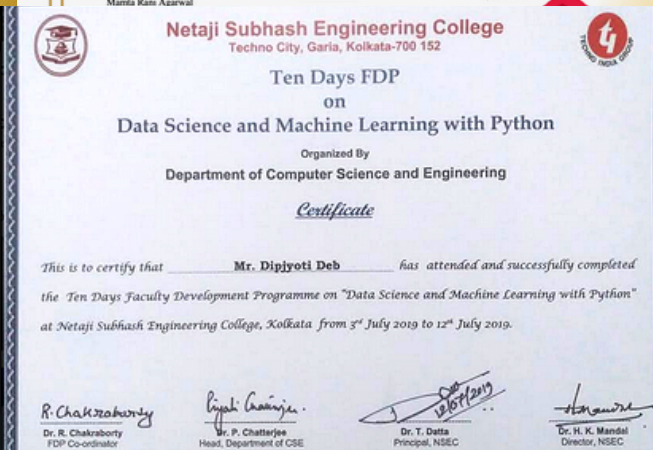 Mamta Rani Agarwal
Netaji Subhash Engineering College
Techno City, Garia, Kolkata-700 152
TECHNO INDIA GROUP
Ten Days FDP
on
Data Science and Machine Learning with Python
Organized By
Department of Computer Science and Engineering
Certificate
This is to certify that Mr. Dipjyoti Deb has attended and successfully completed
the Ten Days Faculty Development Programme on "Data Science and Machine Learning with Python"
at Netaji Subhash Engineering College, Kolkata from 3rd July 2019 to 12th July 2019.
R. Chakraborty
12/07/2019
Dr. R. Chakraborty
FDP Co-ordinator
Dr. P. Chatterjee
Head, Department of CSE
Dr. T. Datta
Principal, NSEC
Dr. H. K. Mandal
Director, NSEC